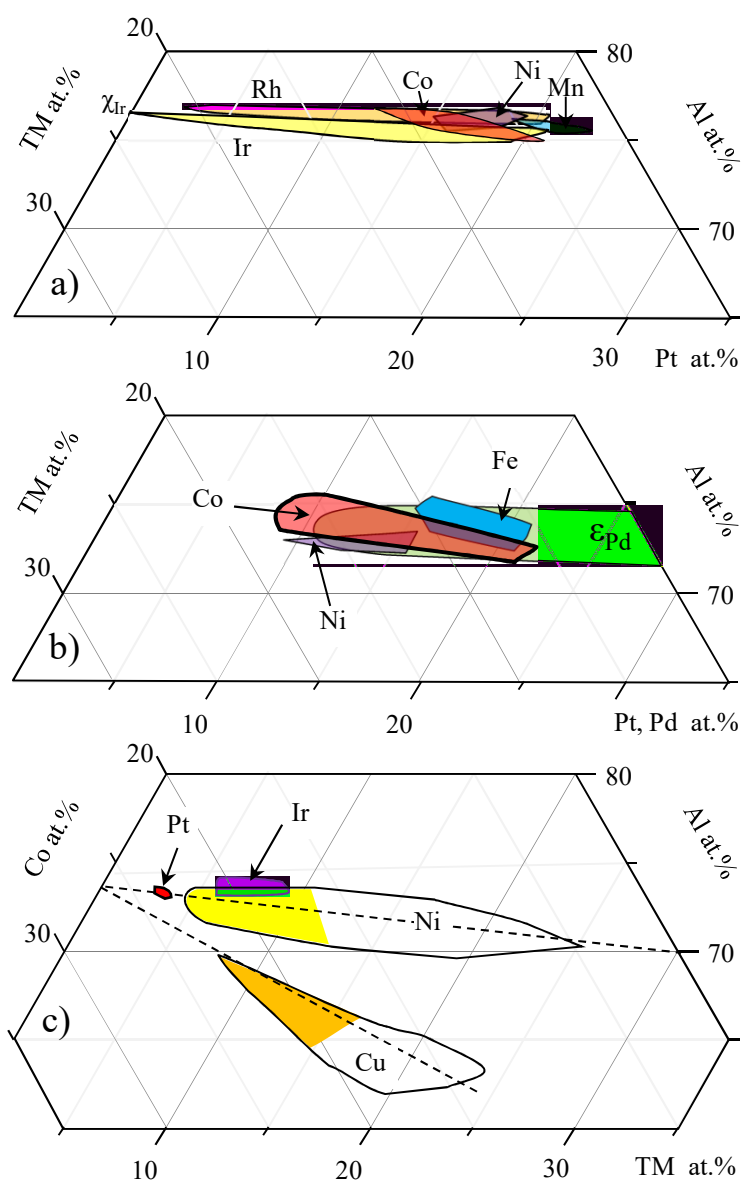 20
80
TM at.%
χIr
Rh
Co
Ni
Mn
Al at.%
Ir
30
70
a)
10
20
30
Pt at.%
20
TM at.%
Co
Fe
Al at.%
εPd
30
70
Ni
b)
10
20
Pt, Pd at.%
20
80
Co at.%
Pt
Ir
Al at.%
Ni
30
70
c)
Cu
10
20
30
TM at.%